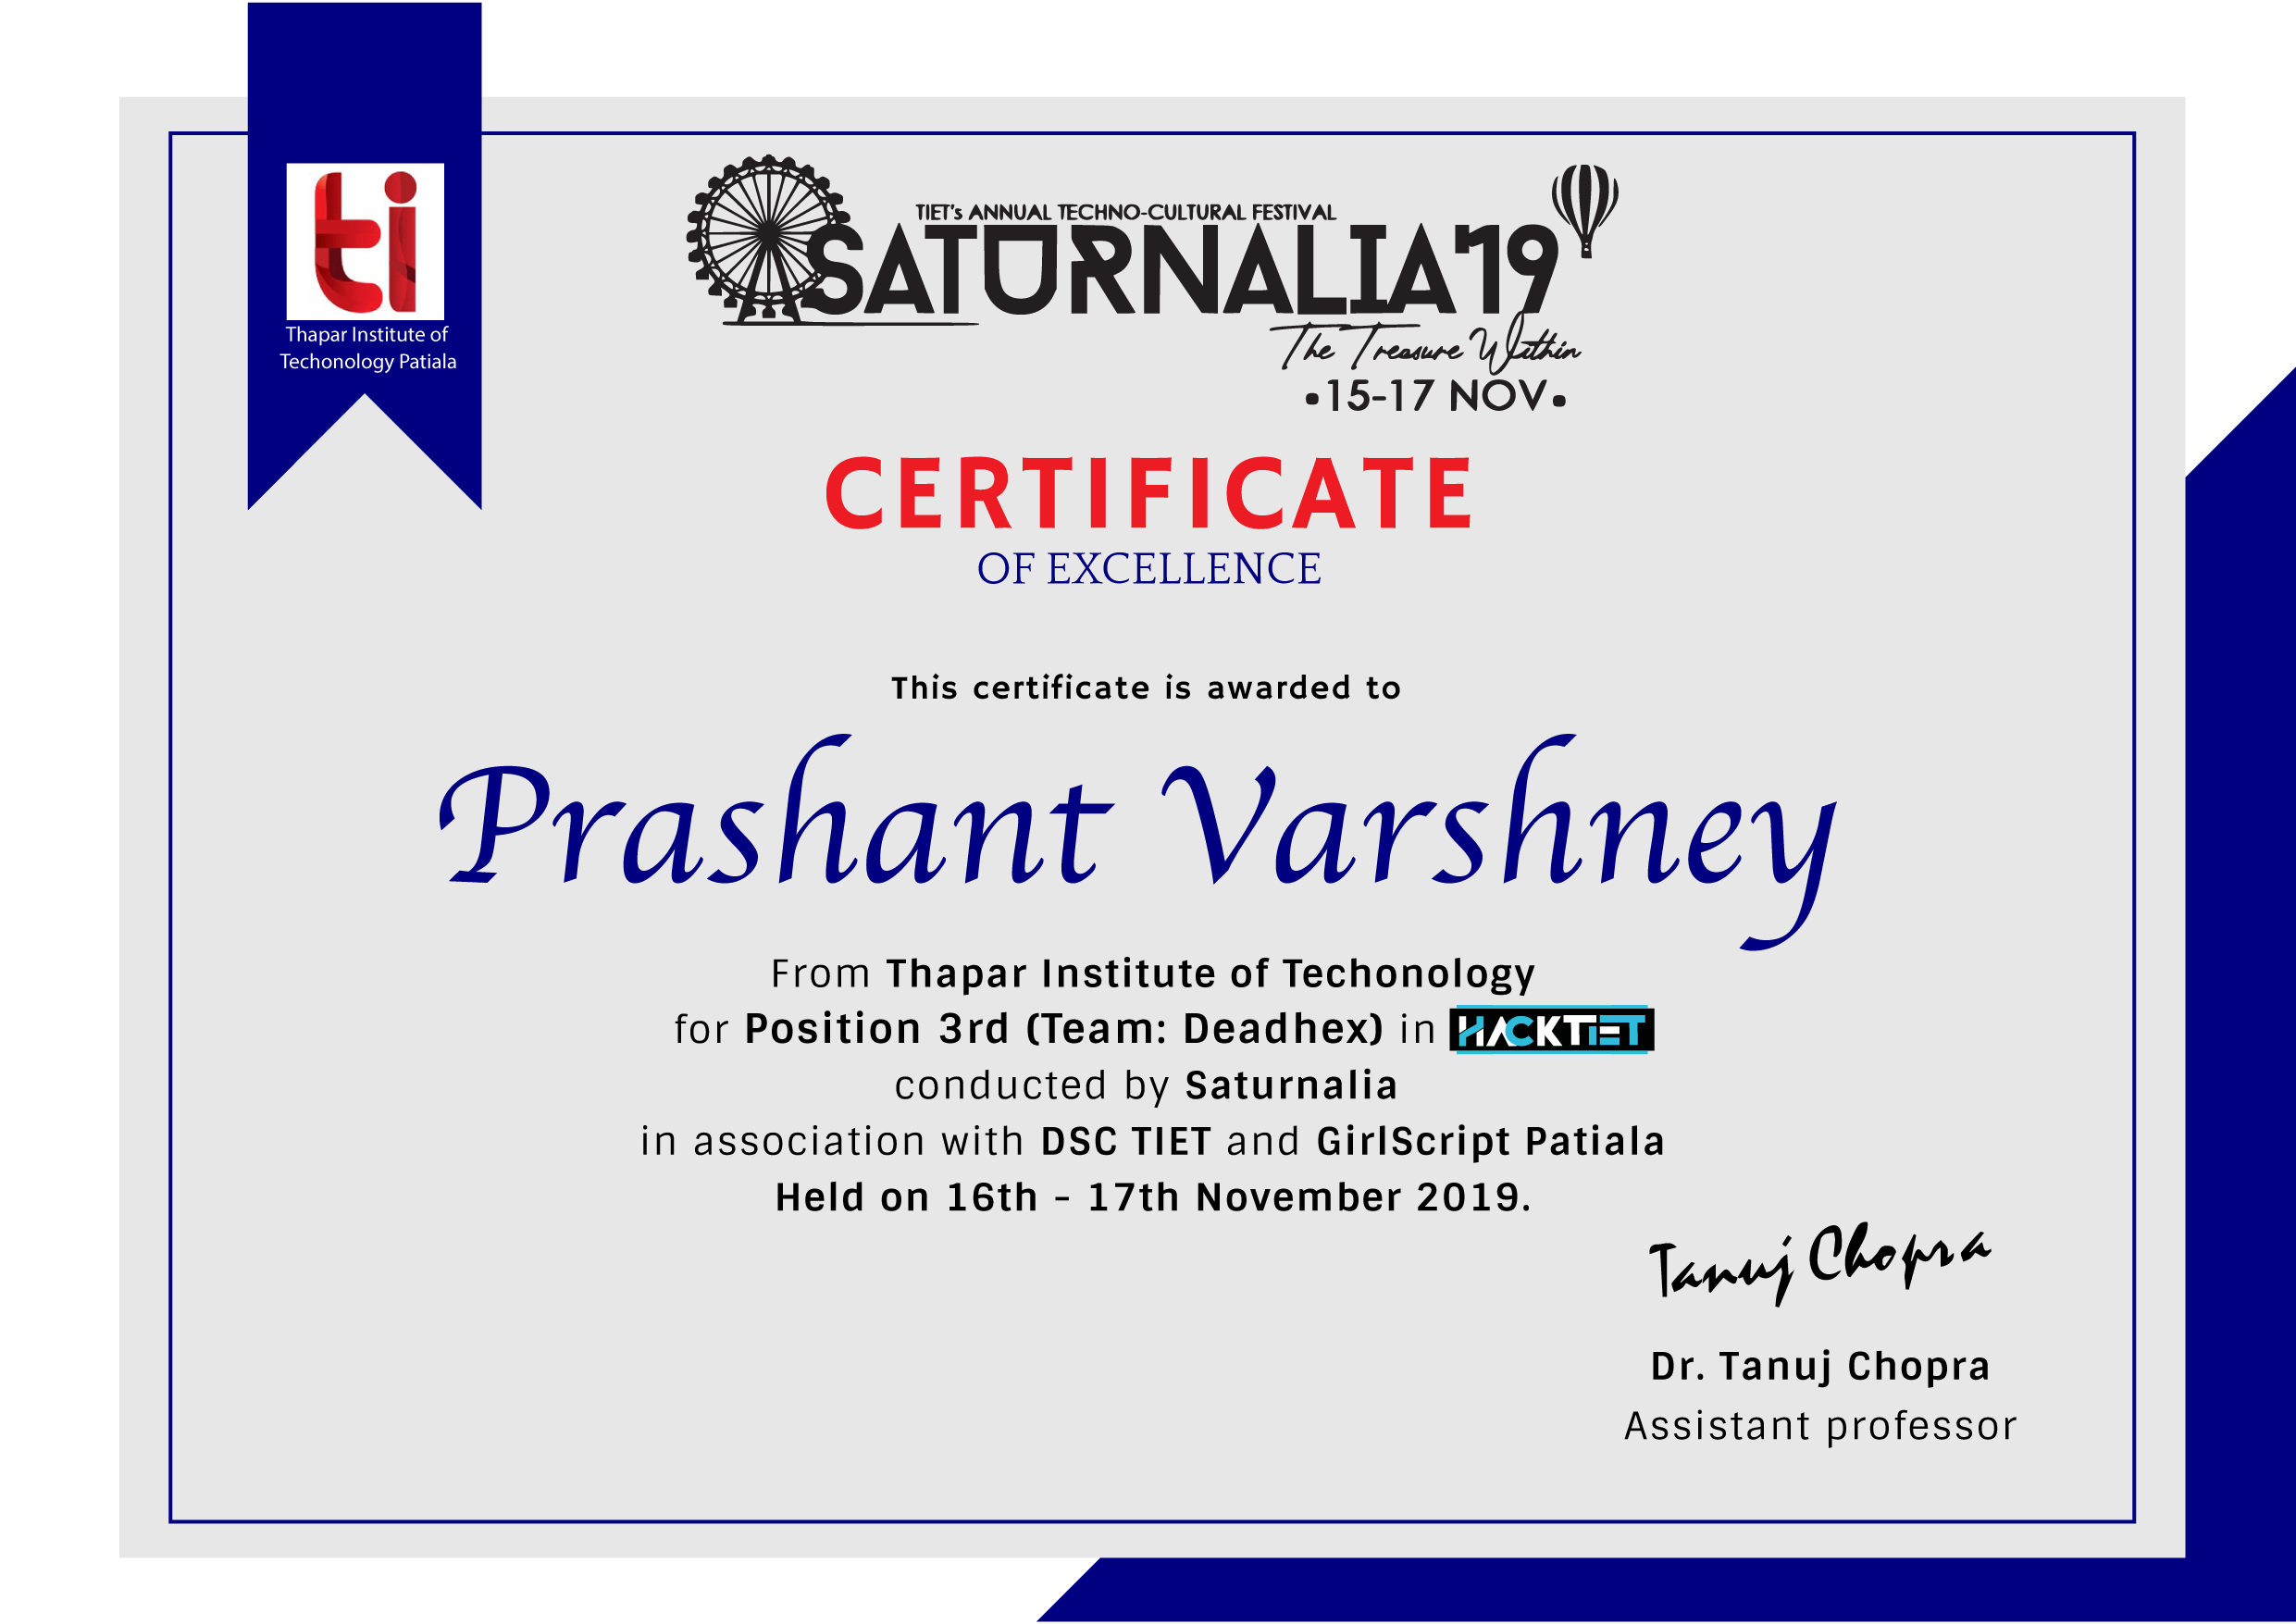 ti
Thapar Institute of
Techonology Patiala
TIET's ANNUAL TECHNO-CULTURAL FESTIVAL
SATURNALIA'19
The Treasure Within
•15-17 NOV•
CERTIFICATE
OF EXCELLENCE
This certificate is awarded to
Prashant Varshney
From Thapar Institute of Techonology
for Position 3rd (Team: Deadhex) in HACKTIET
conducted by Saturnalia
in association with DSC TIET and GirlScript Patiala
Held on 16th - 17th November 2019.
Tanuj Chopra
Dr. Tanuj Chopra
Assistant professor